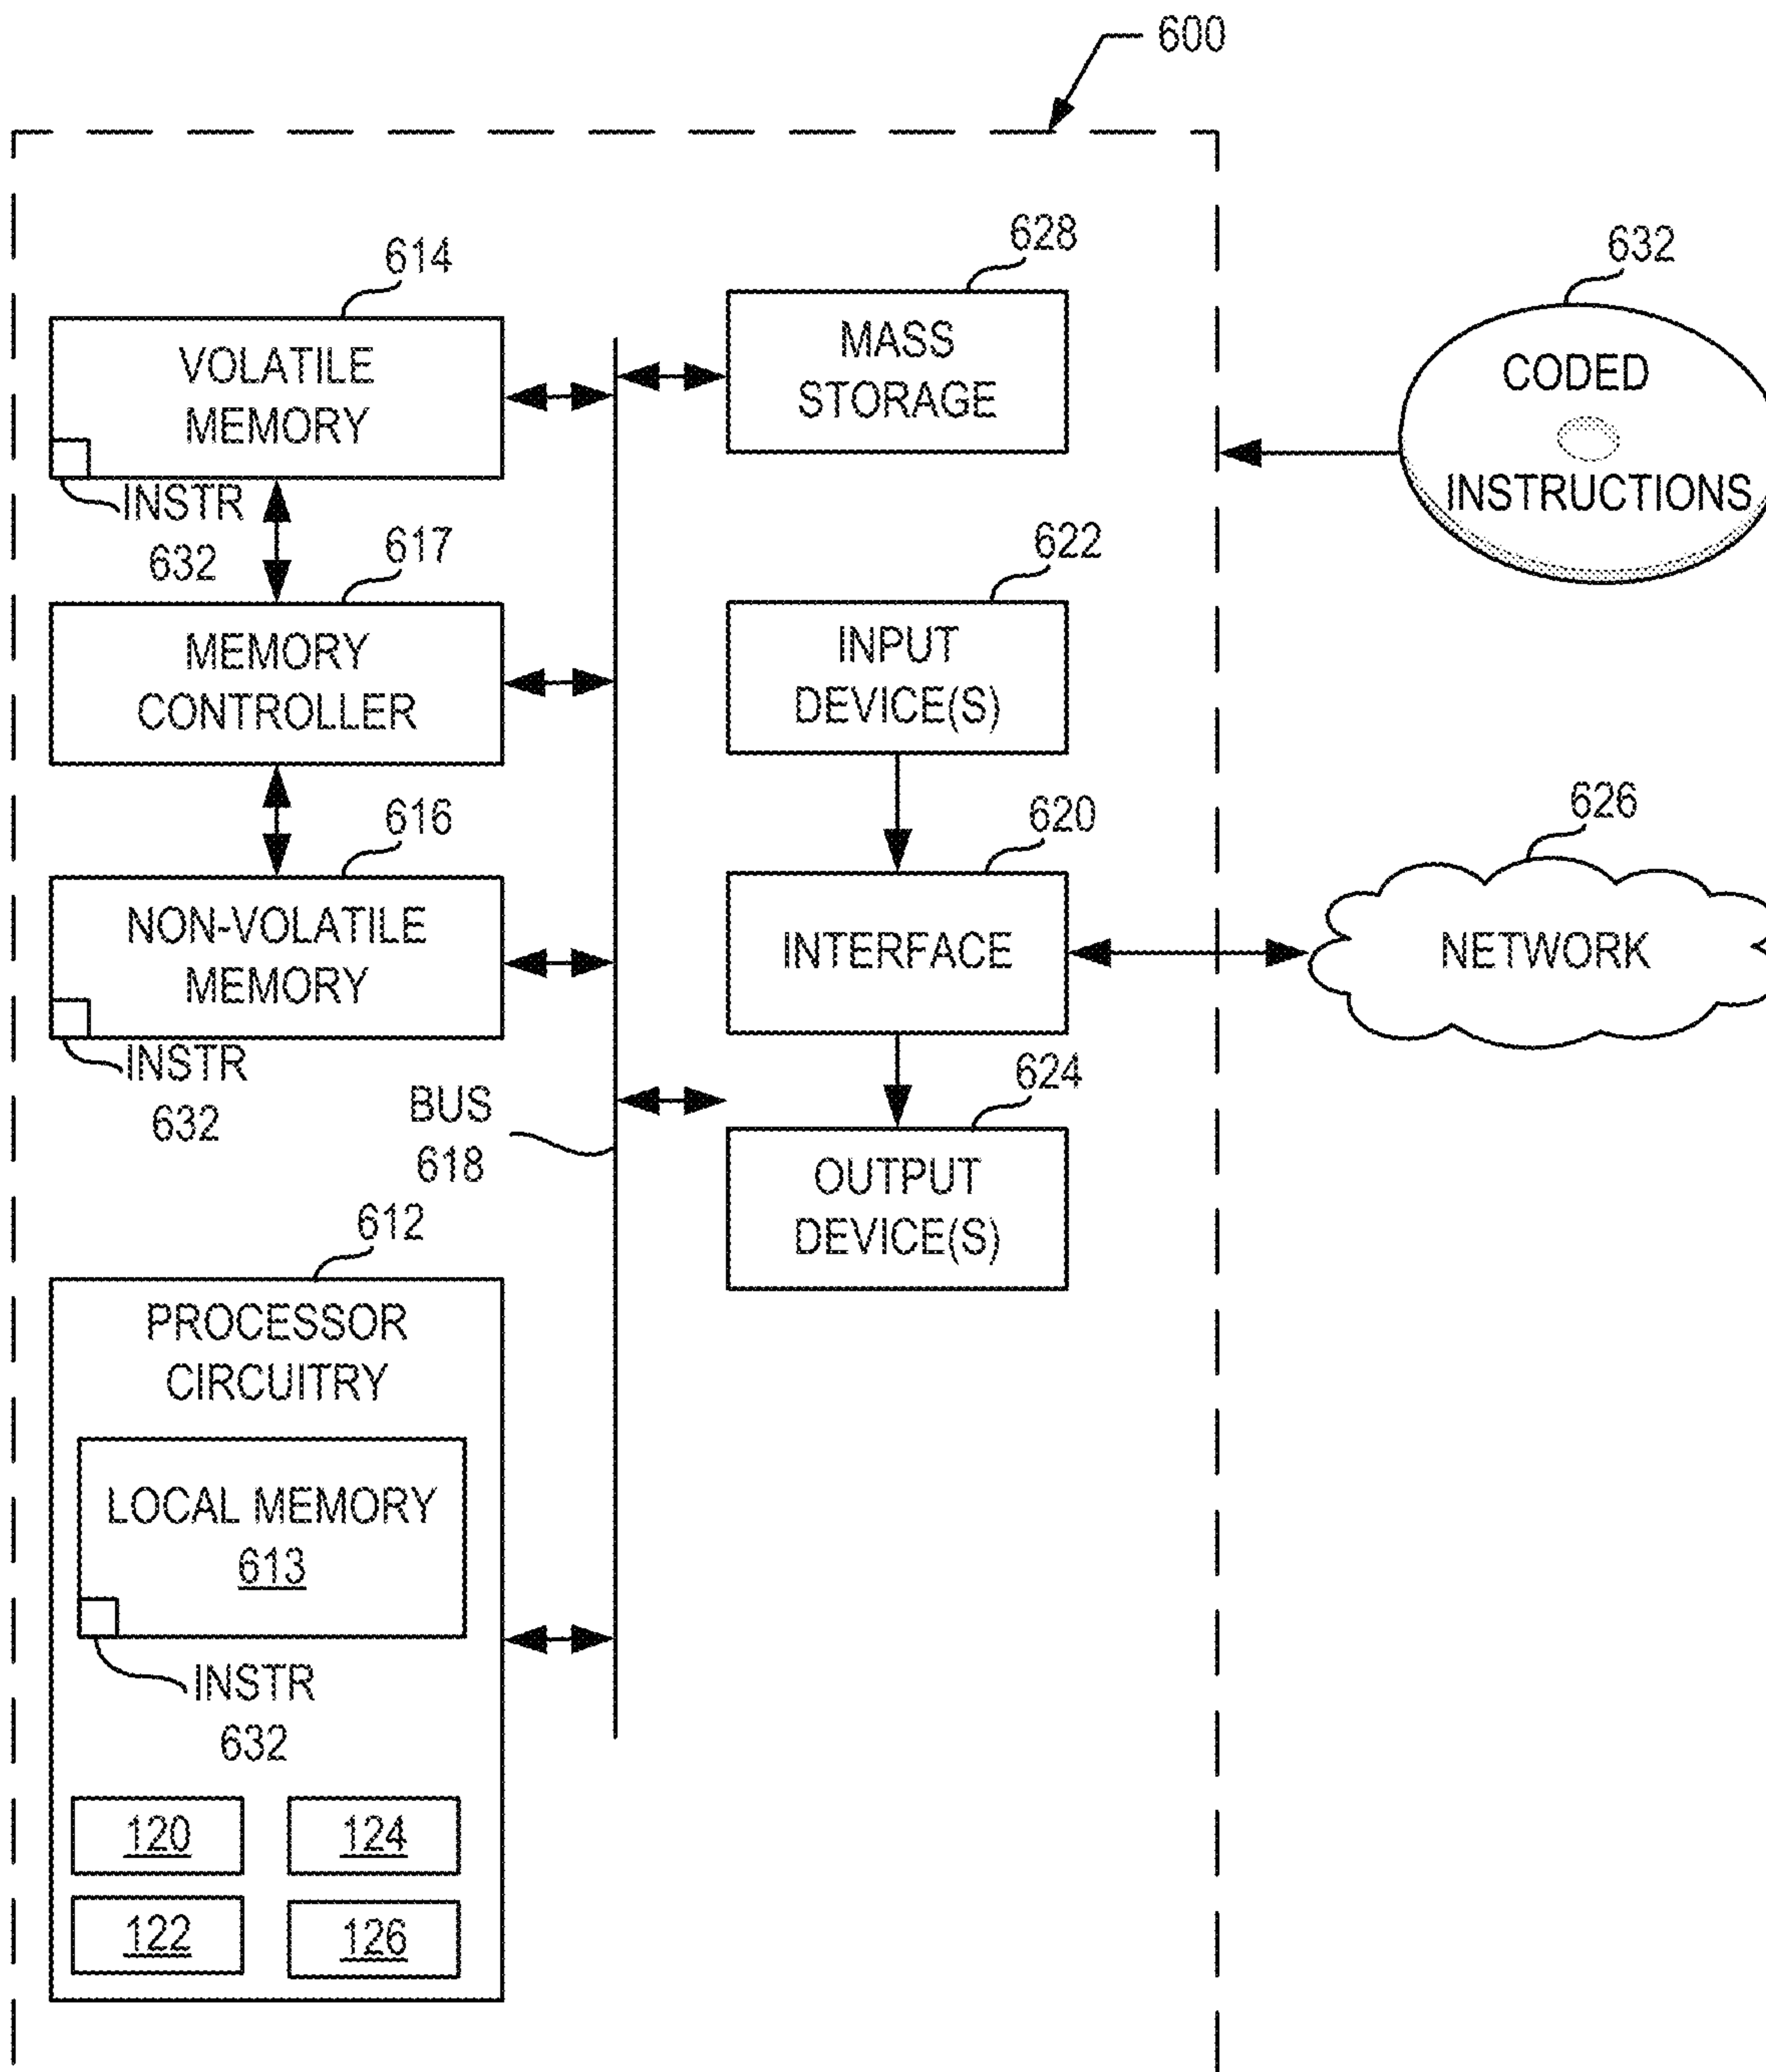 600
614
VOLATILE
MEMORY
INSTR
632
617
MEMORY
CONTROLLER
616
NON-VOLATILE
MEMORY
INSTR
632
BUS
618
612
PROCESSOR
CIRCUITRY
LOCAL MEMORY
613
INSTR
632
120
124
122
126
628
MASS
STORAGE
622
INPUT
DEVICE(S)
620
INTERFACE
624
OUTPUT
DEVICE(S)
632
CODED
INSTRUCTIONS
626
NETWORK